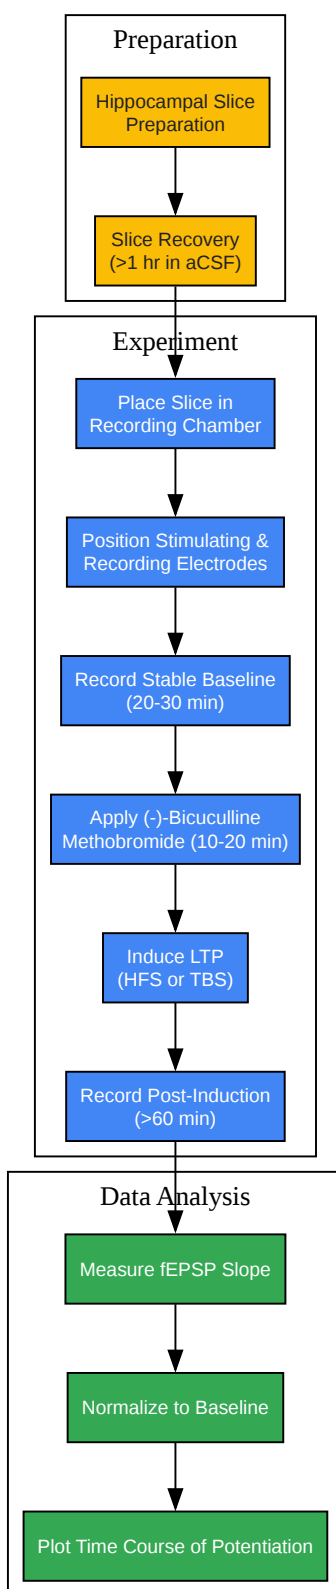 Preparation
Hippocampal Slice
Preparation
Slice Recovery
(>1 hr in aCSF)
Experiment
Place Slice in
Recording Chamber
Position Stimulating &
Recording Electrodes
Record Stable Baseline
(20-30 min)
Apply (-)-Bicuculline
Methobromide (10-20 min)
Induce LTP
(HFS or TBS)
Record Post-Induction
(>60 min)
Data Analysis
Measure fEPSP Slope
Normalize to Baseline
Plot Time Course of Potentiation